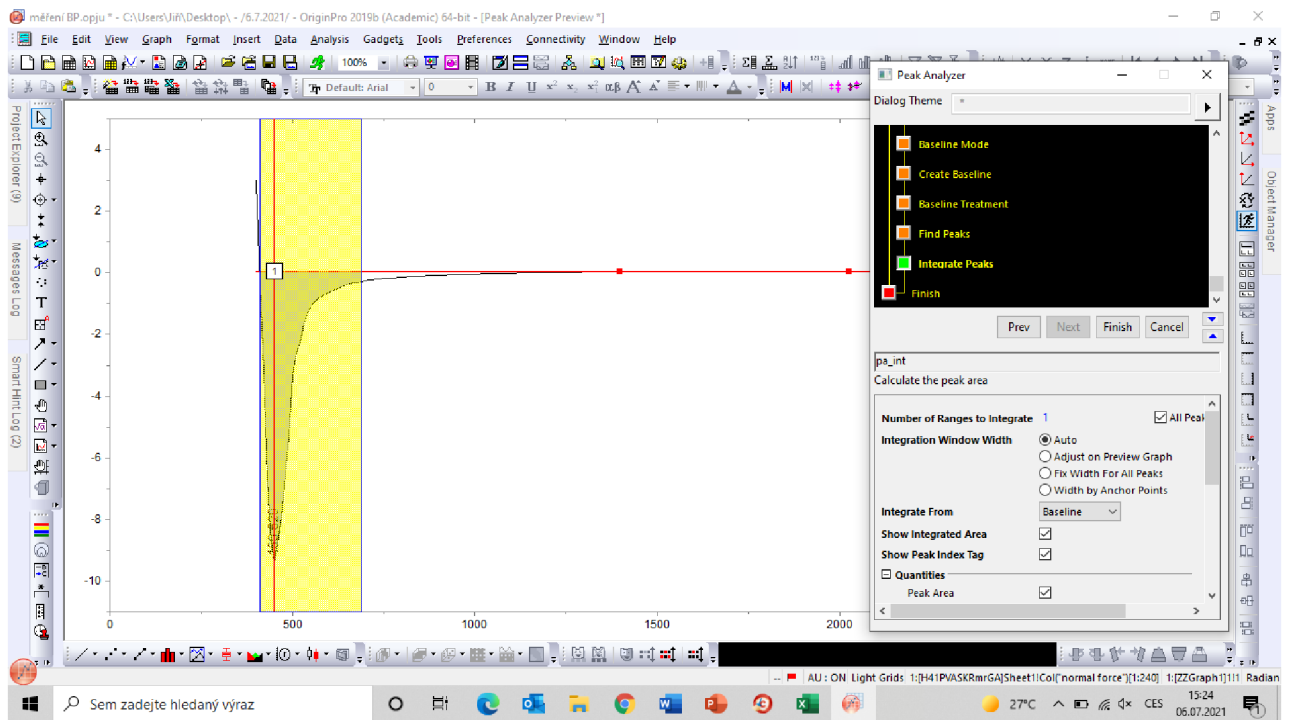 měření BP.opju * - C:\Users\Jiří\Desktop\ - /6.7.2021/ - OriginPro 2019b (Academic) 64-bit - [Peak Analyzer Preview *]
File Edit View Graph Format Insert Data Analysis Gadgets Tools Preferences Connectivity Window Help
100%
Default: Arial 0 B I U
Project Explorer (9)
Messages Log
Smart Hint Log (2)
Apps
Object Manager
4
2
0
-2
-4
-6
-8
-10
1
0 500 1000 1500 2000
Peak Analyzer
Dialog Theme *
Baseline Mode
Create Baseline
Baseline Treatment
Find Peaks
Integrate Peaks
Finish
Prev Next Finish Cancel
pa_int
Calculate the peak area
Number of Ranges to Integrate 1 All Peak
Integration Window Width Auto
Adjust on Preview Graph
Fix Width For All Peaks
Width by Anchor Points
Integrate From Baseline
Show Integrated Area
Show Peak Index Tag
Quantities
Peak Area
-- AU : ON Light Grids 1:[H41PVASKRmrGA]Sheet1!Col("normal force")[1:240] 1:[ZZGraph1]1!1 Radian
Sem zadejte hledaný výraz
27°C CES 15:24
06.07.2021